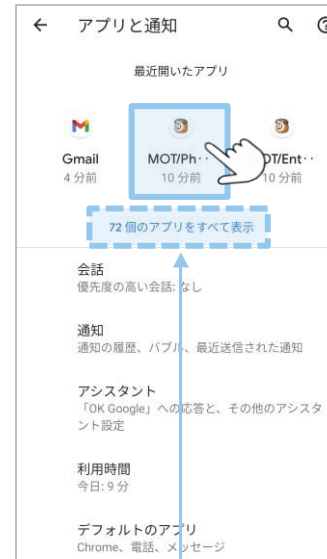 アプリと通知
最近開いたアプリ
Gmail
4 分前
MOT/Ph··
10 分前
OT/Ent··
10 分前
72 個のアプリをすべて表示
会話
優先度の高い会話: なし
通知
通知の履歴、バブル、最近送信された通知
アシスタント
「OK Google」への応答と、その他のアシスタ
ント設定
利用時間
今日: 9 分
デフォルトのアプリ
Chrome、電話、メッセージ